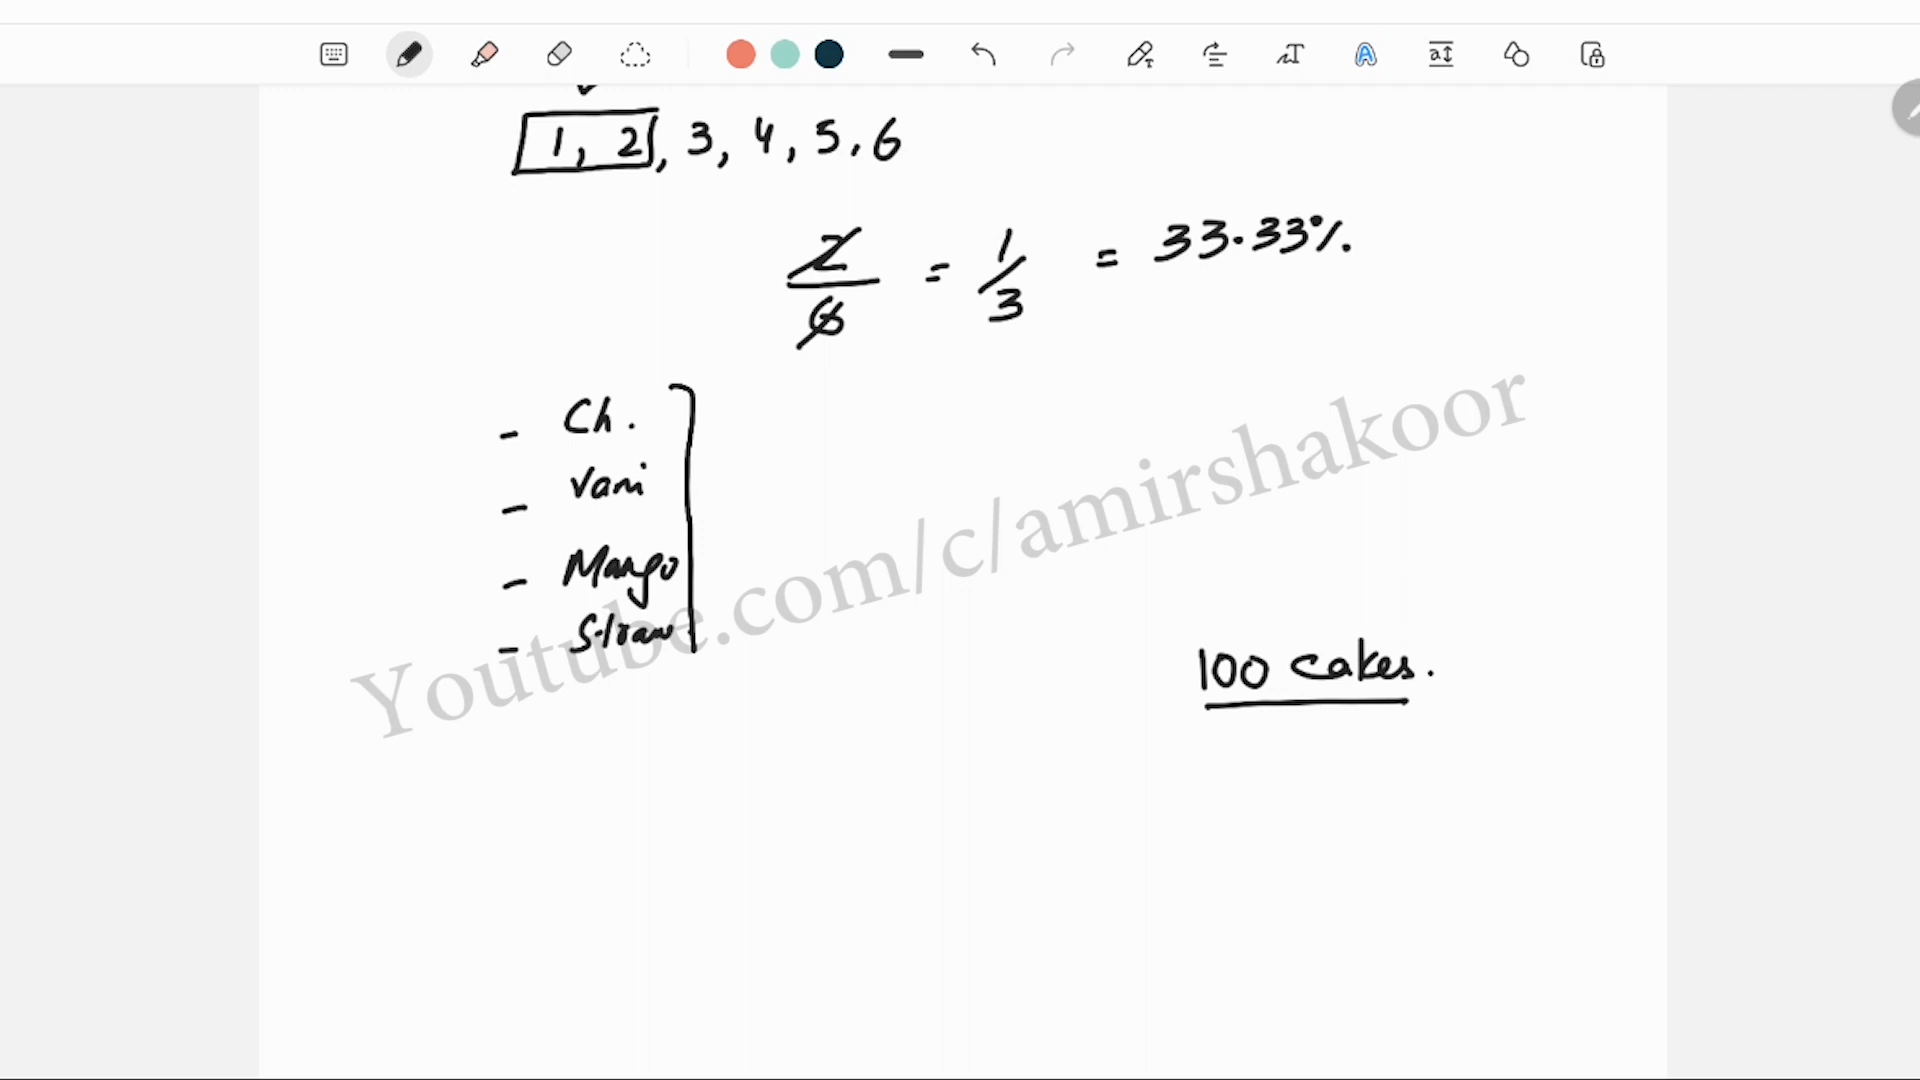 1, 2, 3, 4, 5, 6
2/6 = 1/3 = 33.33%.
- Ch.
- Vani
- Mango
- Straw
100 cakes.
Youtube.com/c/amirshakoor